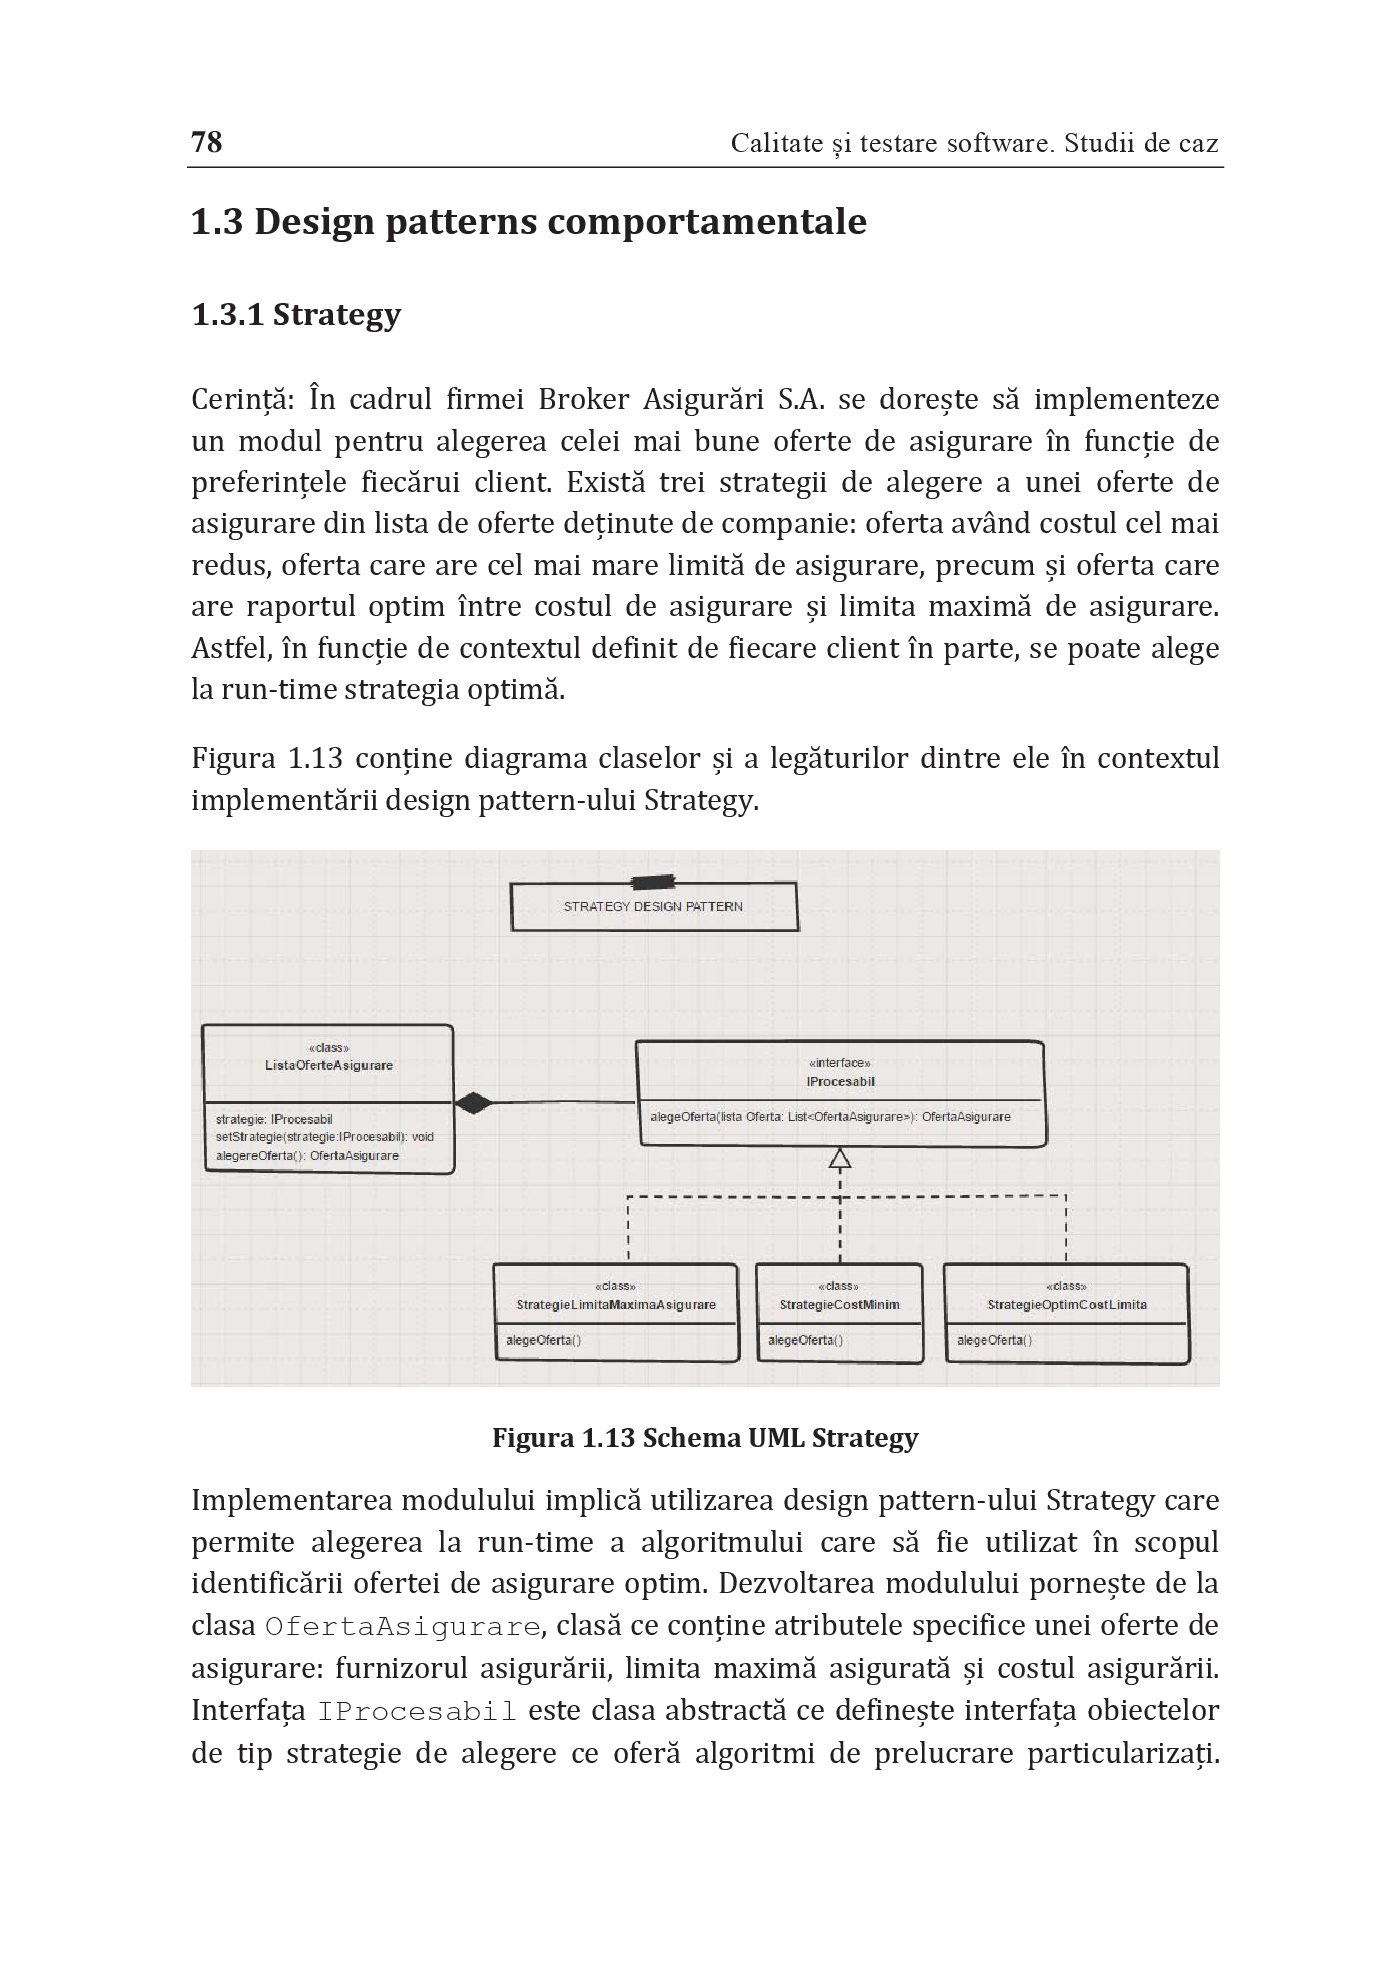 78 Calitate și testare software. Studii de caz
1.3 Design patterns comportamentale
1.3.1 Strategy
Cerință: În cadrul firmei Broker Asigurări S.A. se dorește să implementeze
un modul pentru alegerea celei mai bune oferte de asigurare în funcție de
preferințele fiecărui client. Există trei strategii de alegere a unei oferte de
asigurare din lista de oferte deținute de companie: oferta având costul cel mai
redus, oferta care are cel mai mare limită de asigurare, precum și oferta care
are raportul optim între costul de asigurare și limita maximă de asigurare.
Astfel, în funcție de contextul definit de fiecare client în parte, se poate alege
la run-time strategia optimă.
Figura 1.13 conține diagrama claselor și a legăturilor dintre ele în contextul
implementării design pattern-ului Strategy.
STRATEGY DESIGN PATTERN
«class»
ListaOferteAsigurare
strategie: IProcesabil
setStrategie(strategie:IProcesabil): void
alegereOferta(): OfertaAsigurare
«interface»
IProcesabil
alegeOferta(lista Oferta: List<OfertaAsigurare>): OfertaAsigurare
«class»
StrategieLimitaMaximaAsigurare
alegeOferta()
«class»
StrategieCostMinim
alegeOferta()
«class»
StrategieOptimCostLimita
alegeOferta()
Figura 1.13 Schema UML Strategy
Implementarea modulului implică utilizarea design pattern-ului Strategy care
permite alegerea la run-time a algoritmului care să fie utilizat în scopul
identificării ofertei de asigurare optim. Dezvoltarea modulului pornește de la
clasa OfertaAsigurare, clasă ce conține atributele specifice unei oferte de
asigurare: furnizorul asigurării, limita maximă asigurată și costul asigurării.
Interfața IProcesabil este clasa abstractă ce definește interfața obiectelor
de tip strategie de alegere ce oferă algoritmi de prelucrare particularizați.